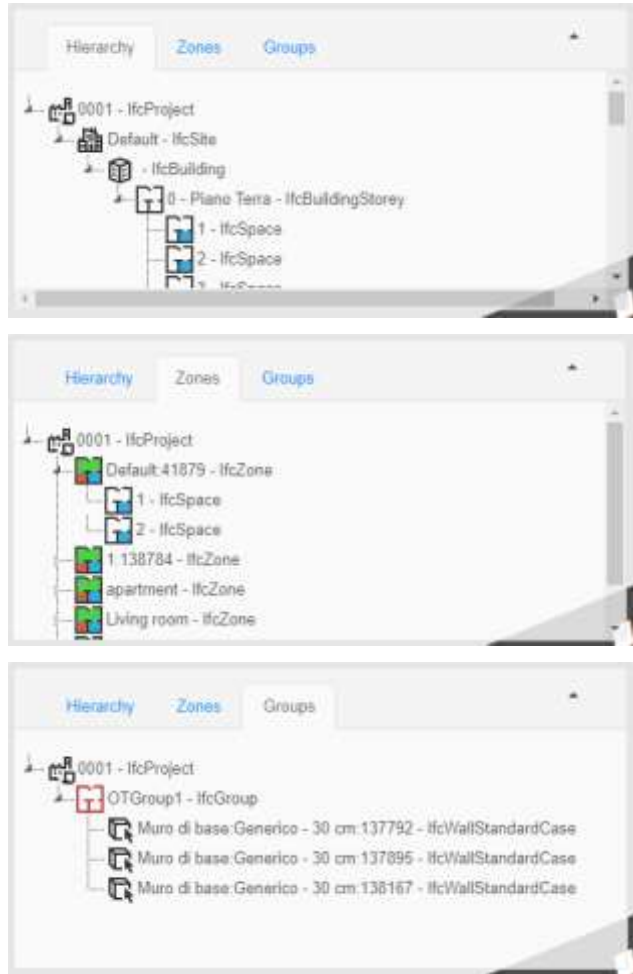 Hierarchy Zones Groups
0001 - IfcProject
Default - IfcSite
- IfcBuilding
0 - Piano Terra - IfcBuildingStorey
1 - IfcSpace
2 - IfcSpace
Hierarchy Zones Groups
0001 - IfcProject
Default:41879 - IfcZone
1 - IfcSpace
2 - IfcSpace
1:138784 - IfcZone
apartment - IfcZone
Living room - IfcZone
Hierarchy Zones Groups
0001 - IfcProject
OTGroup1 - IfcGroup
Muro di base:Generico - 30 cm:137792 - IfcWallStandardCase
Muro di base:Generico - 30 cm:137895 - IfcWallStandardCase
Muro di base:Generico - 30 cm:138167 - IfcWallStandardCase